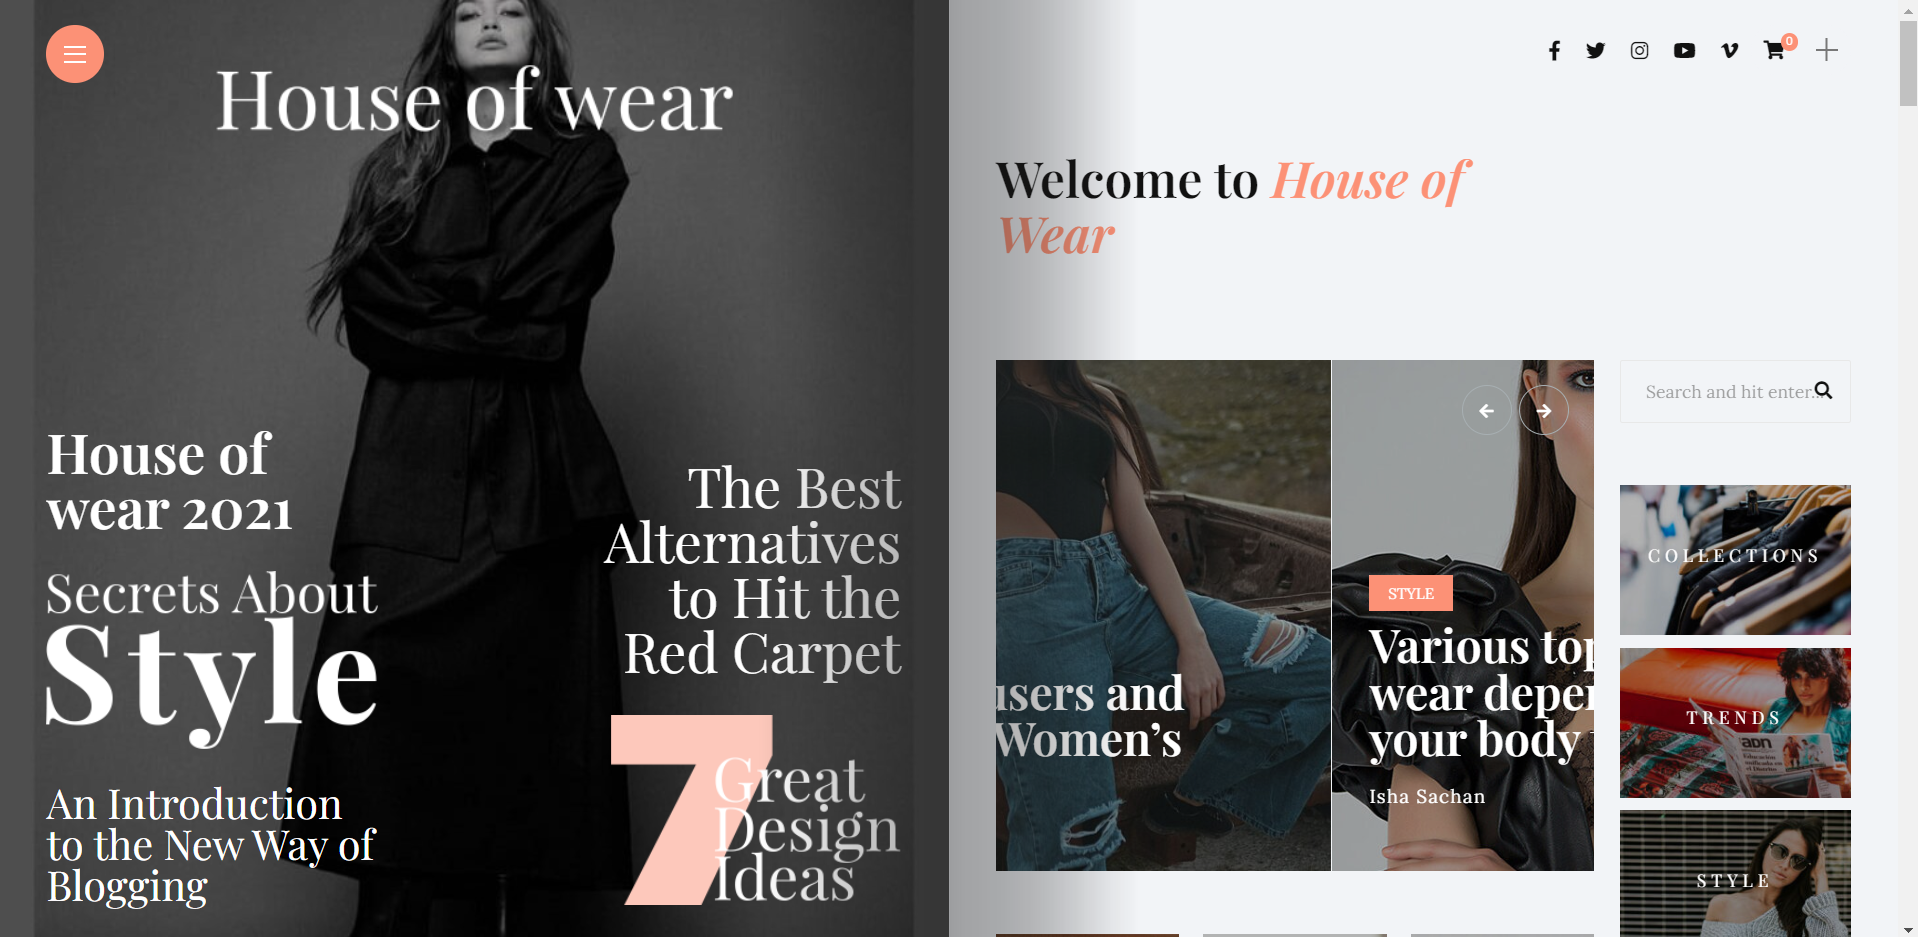 House of wear
House of
wear 2021
Secrets About
Style
An Introduction
to the New Way of
Blogging
The Best
Alternatives
to Hit the
Red Carpet
7
Great
Design
Ideas
0
Welcome to House of
Wear
users and
Women's
STYLE
Various top
wear depen
your body
Isha Sachan
Search and hit enter...
COLLECTIONS
TRENDS
adn
STYLE